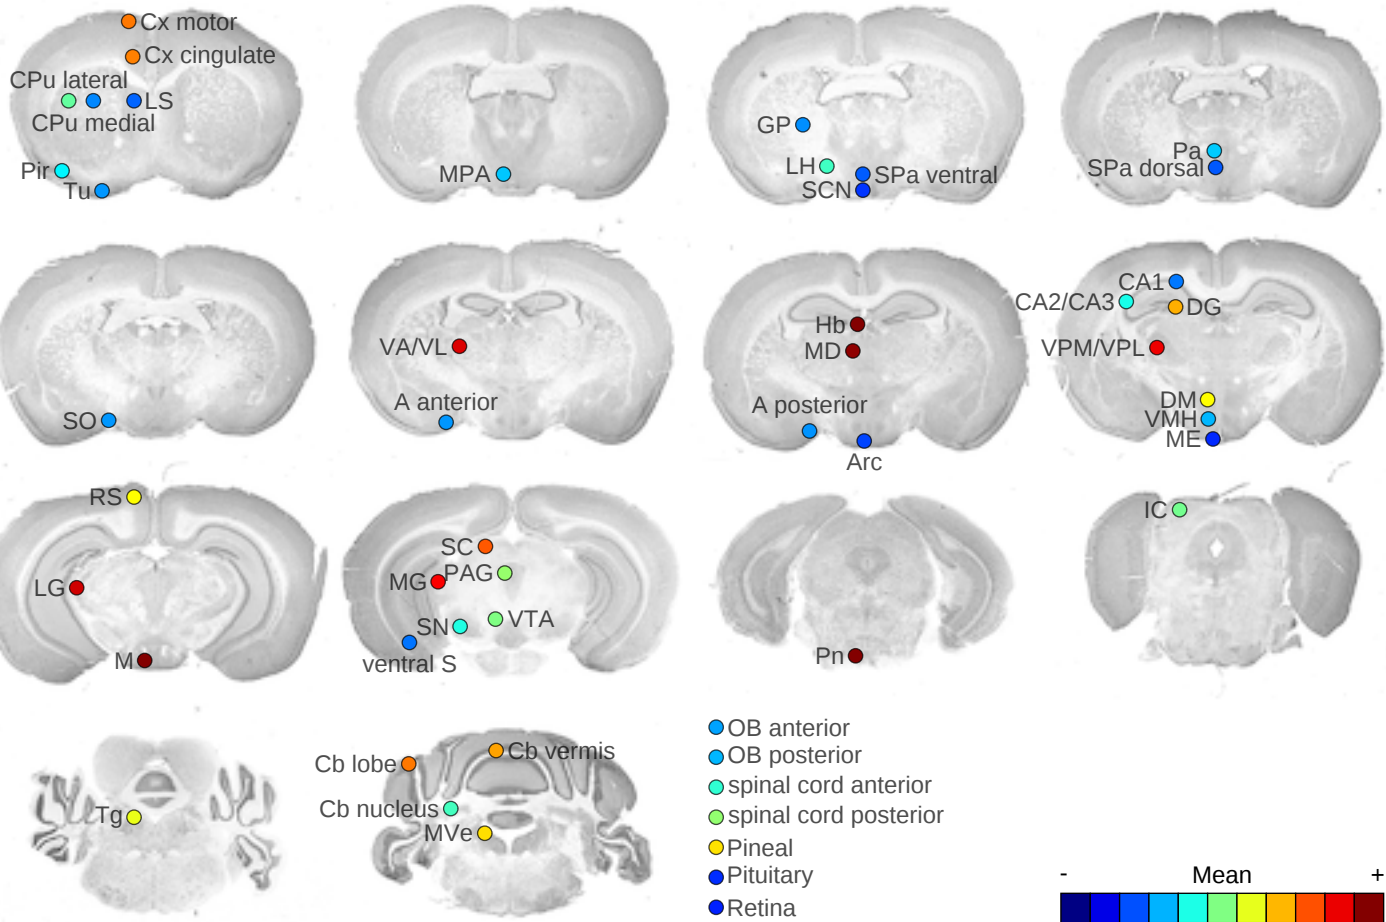 Cx motor
Cx cingulate
CPu lateral
LS
CPu medial
Pir
Tu
MPA
GP
LH
SPa ventral
SCN
Pa
SPa dorsal
SO
VA/VL
A anterior
Hb
MD
A posterior
Arc
CA1
CA2/CA3
DG
VPM/VPL
DM
VMH
ME
RS
LG
M
SC
MG
PAG
SN
VTA
ventral S
Pn
IC
Tg
Cb lobe
Cb vermis
Cb nucleus
MVe
OB anterior
OB posterior
spinal cord anterior
spinal cord posterior
Pineal
Pituitary
Retina
- Mean +